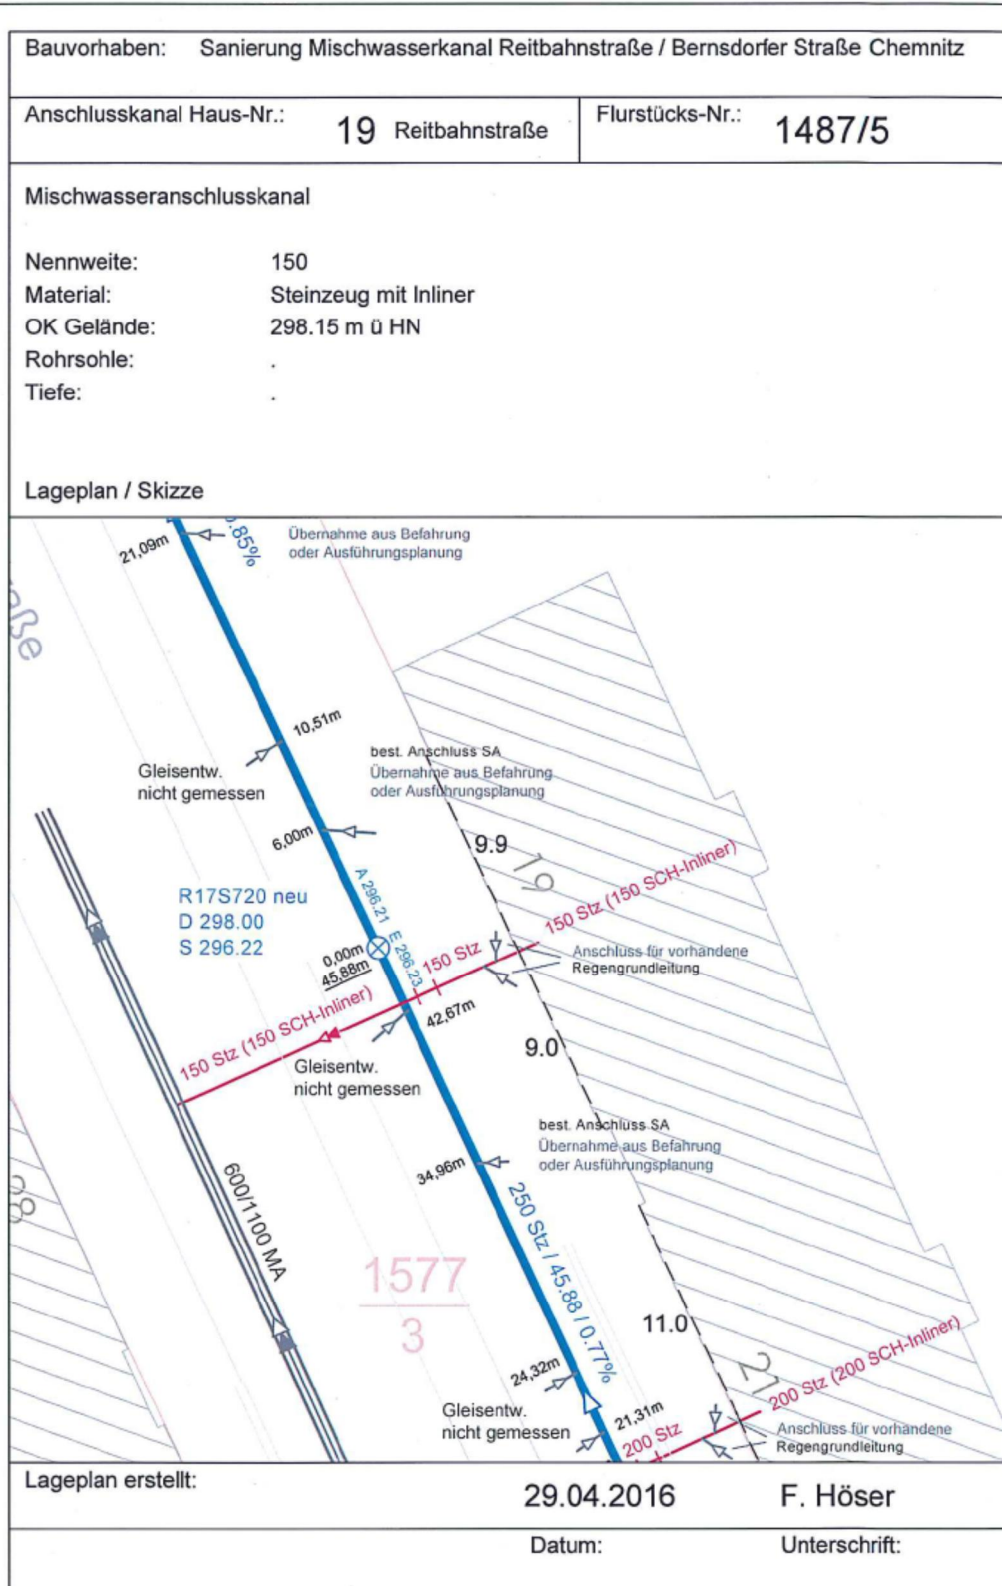 Bauvorhaben: Sanierung Mischwasserkanal Reitbahnstraße / Bernsdorfer Straße Chemnitz
Anschlusskanal Haus-Nr.: 19 Reitbahnstraße Flurstücks-Nr.: 1487/5
Mischwasseranschlusskanal
Nennweite: 150
Material: Steinzeug mit Inliner
OK Gelände: 298.15 m ü HN
Rohrsohle: .
Tiefe: .
Lageplan / Skizze
21,09m
.85%
Übernahme aus Befahrung
oder Ausführungsplanung
aße
10,51m
Gleisentw.
nicht gemessen
best. Anschluss SA
Übernahme aus Befahrung
oder Ausführungsplanung
6,00m
9.9
19
150 Stz (150 SCH-Inliner)
R17S720 neu
D 298.00
S 296.22
A 296.21
E 296.23
0,00m
45,88m
150 Stz
Anschluss für vorhandene
Regengrundleitung
150 Stz (150 SCH-Inliner)
42,67m
Gleisentw.
nicht gemessen
9.0
best. Anschluss SA
Übernahme aus Befahrung
oder Ausführungsplanung
34,96m
38
600/1100 MA
250 Stz / 45.88 / 0.77%
1577
3
11.0
21
200 Stz (200 SCH-Inliner)
24,32m
Gleisentw.
nicht gemessen
21,31m
200 Stz
Anschluss für vorhandene
Regengrundleitung
Lageplan erstellt: 29.04.2016 F. Höser
Datum: Unterschrift: